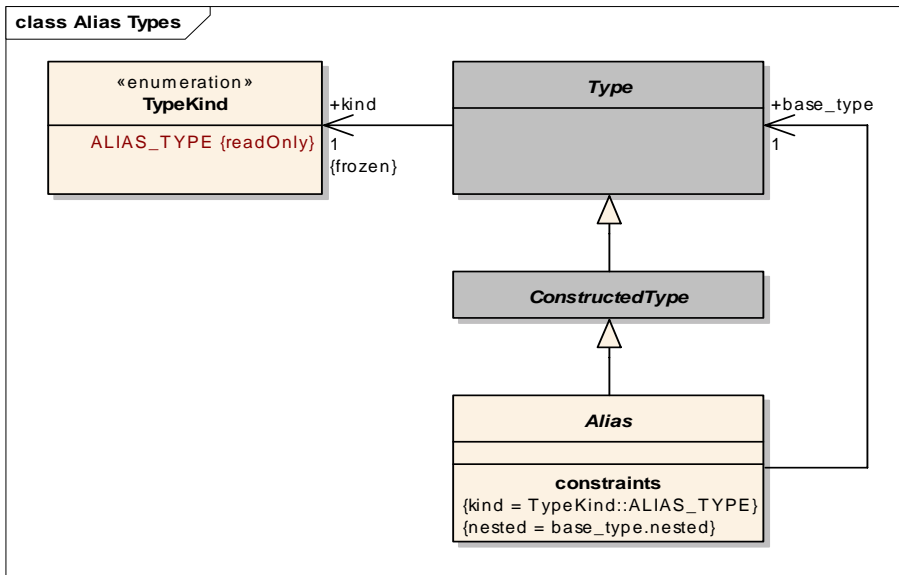 class Alias Types
«enumeration»
TypeKind
ALIAS_TYPE {readOnly}
+kind
1
{frozen}
Type
+base_type
1
ConstructedType
Alias
constraints
{kind = TypeKind::ALIAS_TYPE}
{nested = base_type.nested}